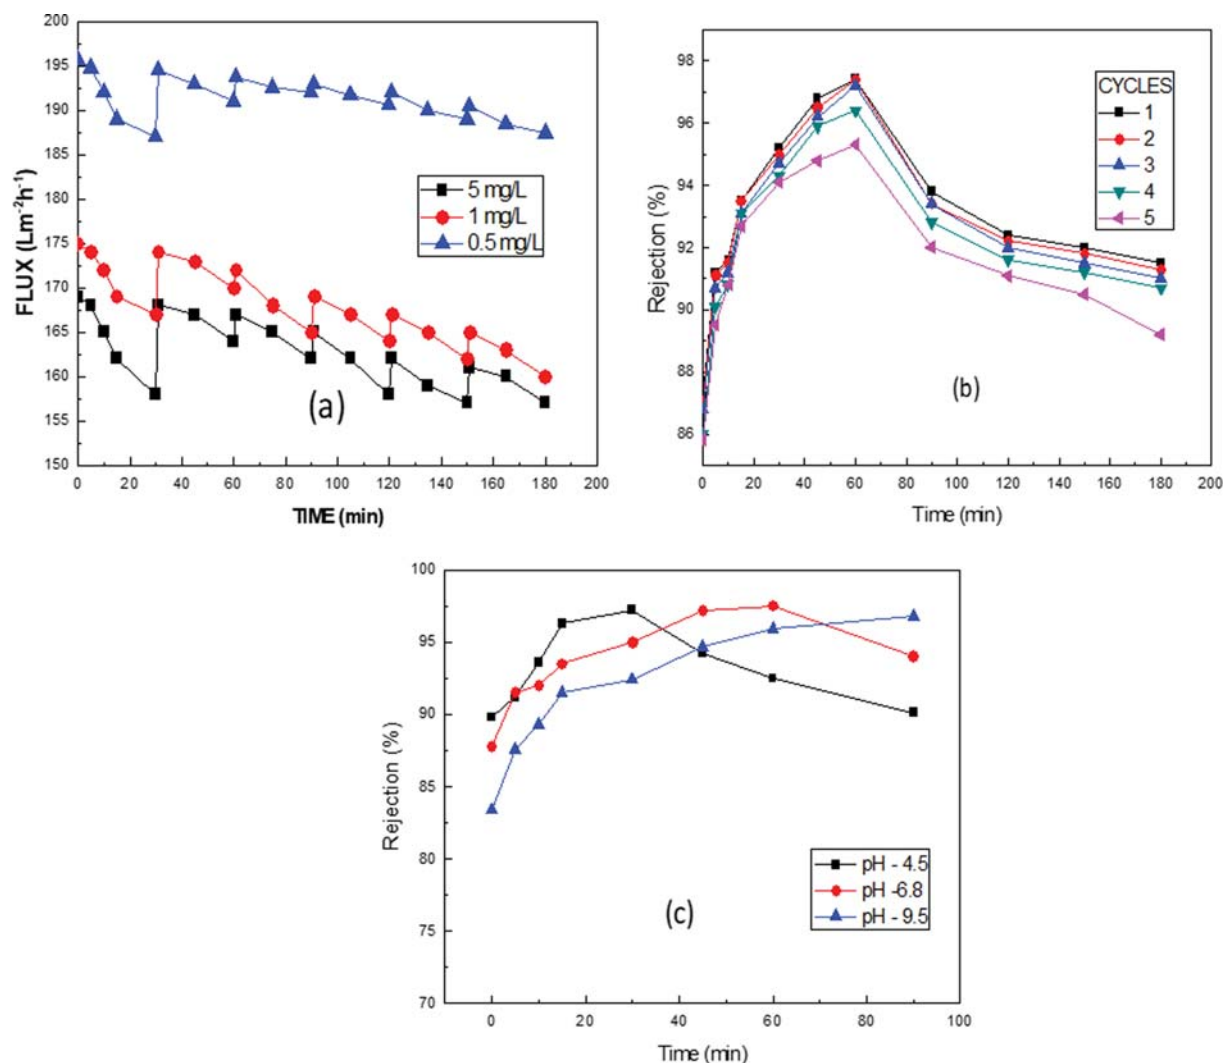 200
195
190
185
180
175
170
165
160
155
150
FLUX (Lm⁻²h⁻¹)
5 mg/L
1 mg/L
0.5 mg/L
(a)
0 20 40 60 80 100 120 140 160 180 200
TIME (min)
98
96
94
92
90
88
86
Rejection (%)
CYCLES
1
2
3
4
5
(b)
0 20 40 60 80 100 120 140 160 180 200
Time (min)
100
95
90
85
80
75
70
Rejection (%)
pH - 4.5
pH -6.8
pH - 9.5
(c)
0 20 40 60 80 100
Time (min)